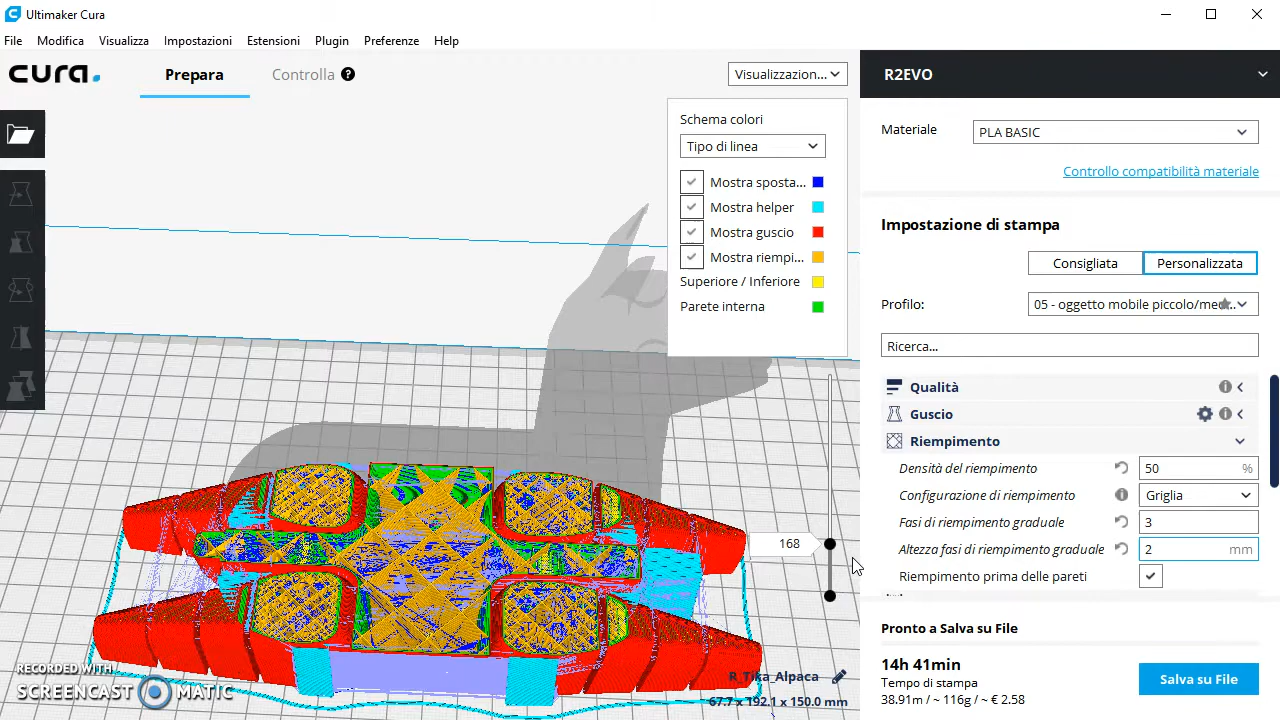 Ultimaker Cura
File Modifica Visualizza Impostazioni Estensioni Plugin Preferenze Help
cura.
Prepara
Controlla ?
Visualizzazion...
R2EVO
Schema colori
Tipo di linea
Mostra sposta...
Mostra helper
Mostra guscio
Mostra riempi...
Superiore / Inferiore
Parete interna
168
R_Tika_Alpaca
67.7 x 192.1 x 150.0 mm
RECORDED WITH
SCREENCAST MATIC
Materiale PLA BASIC
Controllo compatibilità materiale
Impostazione di stampa
Consigliata Personalizzata
Profilo: 05 - oggetto mobile piccolo/med...
Ricerca...
Qualità
Guscio
Riempimento
Densità del riempimento 50 %
Configurazione di riempimento Griglia
Fasi di riempimento graduale 3
Altezza fasi di riempimento graduale 2 mm
Riempimento prima delle pareti
Pronto a Salva su File
14h 41min
Tempo di stampa
38.91m / ~ 116g / ~ € 2.58
Salva su File